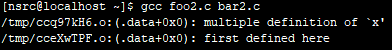 [nsrc@localhost ~]$ gcc foo2.c bar2.c
/tmp/ccq97kH6.o:(.data+0x0): multiple definition of `x'
/tmp/cceXwTPF.o:(.data+0x0): first defined here